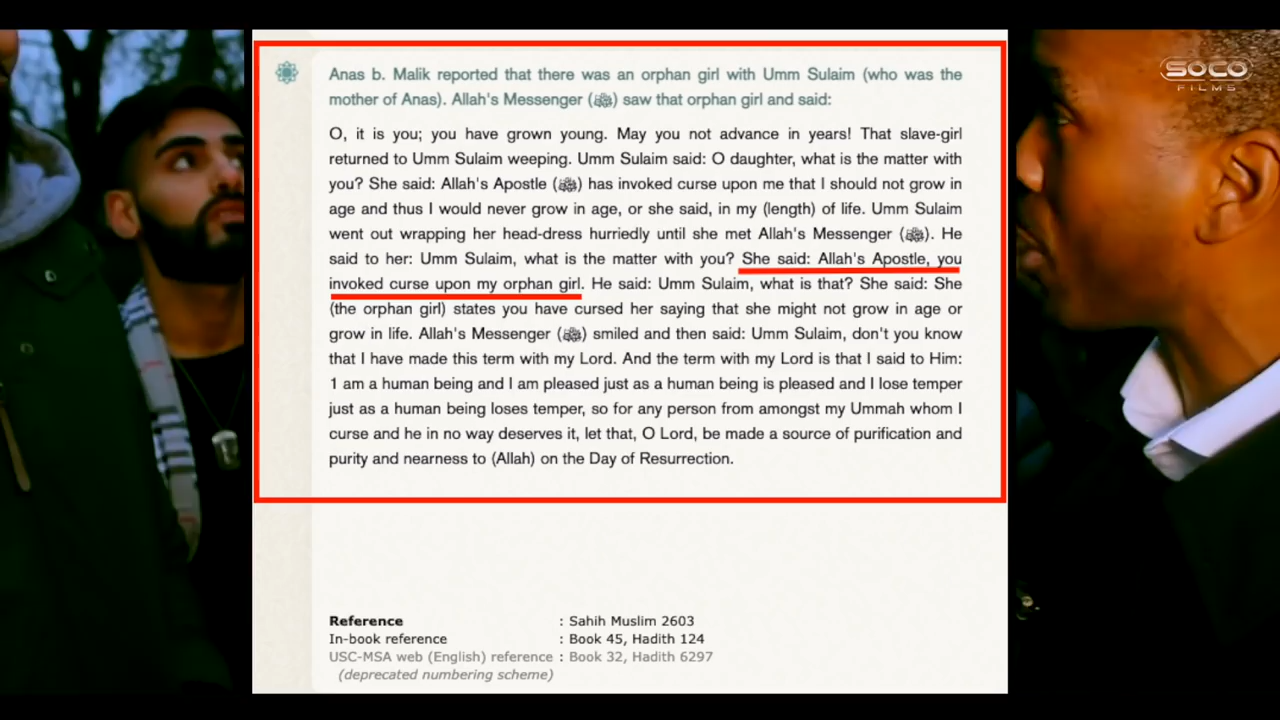 SOCO
FILMS
Anas b. Malik reported that there was an orphan girl with Umm Sulaim (who was the
mother of Anas). Allah's Messenger (ﷺ) saw that orphan girl and said:
O, it is you; you have grown young. May you not advance in years! That slave-girl
returned to Umm Sulaim weeping. Umm Sulaim said: O daughter, what is the matter with
you? She said: Allah's Apostle (ﷺ) has invoked curse upon me that I should not grow in
age and thus I would never grow in age, or she said, in my (length) of life. Umm Sulaim
went out wrapping her head-dress hurriedly until she met Allah's Messenger (ﷺ). He
said to her: Umm Sulaim, what is the matter with you? She said: Allah's Apostle, you
invoked curse upon my orphan girl. He said: Umm Sulaim, what is that? She said: She
(the orphan girl) states you have cursed her saying that she might not grow in age or
grow in life. Allah's Messenger (ﷺ) smiled and then said: Umm Sulaim, don't you know
that I have made this term with my Lord. And the term with my Lord is that I said to Him:
1 am a human being and I am pleased just as a human being is pleased and I lose temper
just as a human being loses temper, so for any person from amongst my Ummah whom I
curse and he in no way deserves it, let that, O Lord, be made a source of purification and
purity and nearness to (Allah) on the Day of Resurrection.
Reference : Sahih Muslim 2603
In-book reference : Book 45, Hadith 124
USC-MSA web (English) reference : Book 32, Hadith 6297
(deprecated numbering scheme)